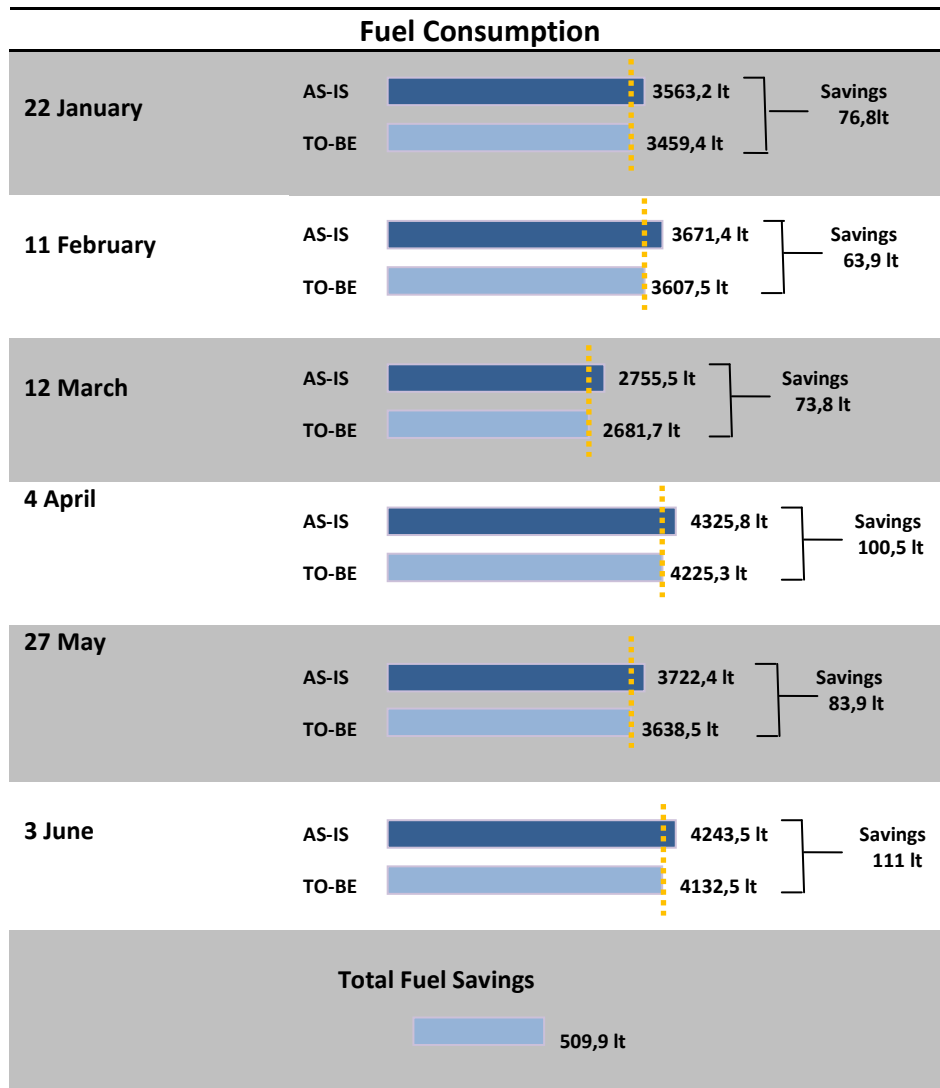 Fuel Consumption
22 January
AS-IS
3563,2 lt
TO-BE
3459,4 lt
Savings
76,8lt
11 February
AS-IS
3671,4 lt
TO-BE
3607,5 lt
Savings
63,9 lt
12 March
AS-IS
2755,5 lt
TO-BE
2681,7 lt
Savings
73,8 lt
4 April
AS-IS
4325,8 lt
TO-BE
4225,3 lt
Savings
100,5 lt
27 May
AS-IS
3722,4 lt
TO-BE
3638,5 lt
Savings
83,9 lt
3 June
AS-IS
4243,5 lt
TO-BE
4132,5 lt
Savings
111 lt
Total Fuel Savings
509,9 lt